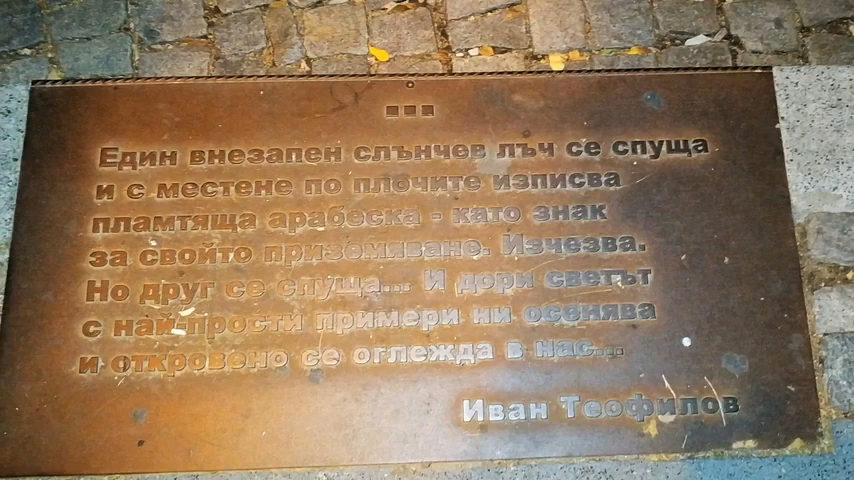 ...
Един внезапен слънчев лъч се спуща
и с местене по плочите изписва
пламтяща арабеска - като знак
за свойто приземяване. Изчезва.
Но друг се спуща... И дори светът
с най-прости примери ни осенява
и откровено се оглежда в нас...
Иван Теофилов